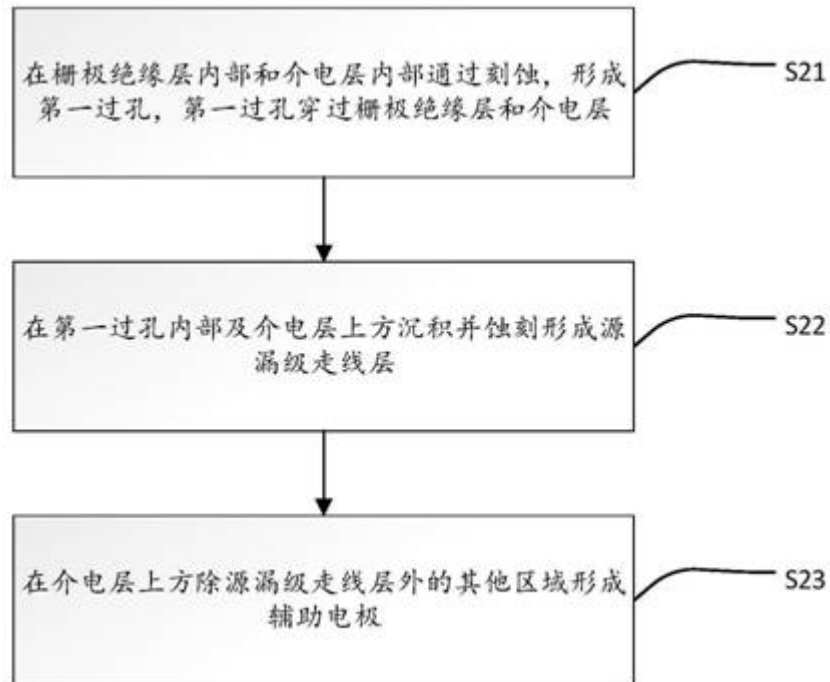 在栅极绝缘层内部和介电层内部通过刻蚀，形成
第一过孔，第一过孔穿过栅极绝缘层和介电层
S21
在第一过孔内部及介电层上方沉积并蚀刻形成源
漏级走线层
S22
在介电层上方除源漏级走线层外的其他区域形成
辅助电极
S23